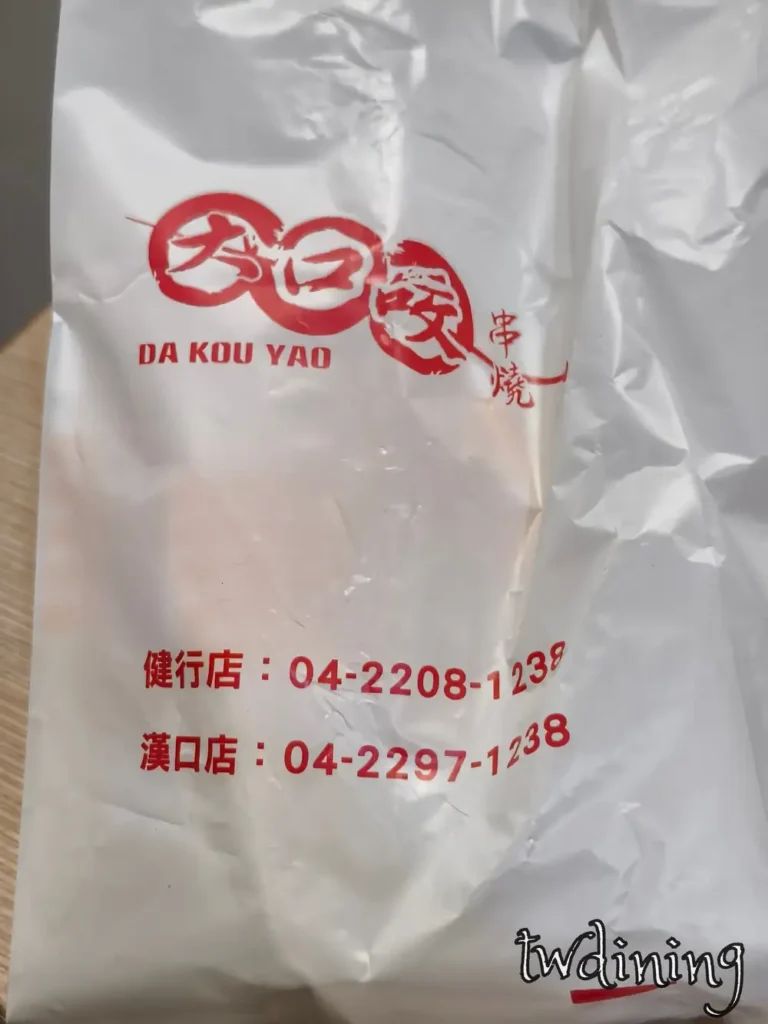 大口咬
DA KOU YAO
串燒
健行店：04-2208-1238
漢口店：04-2297-1238
twdining